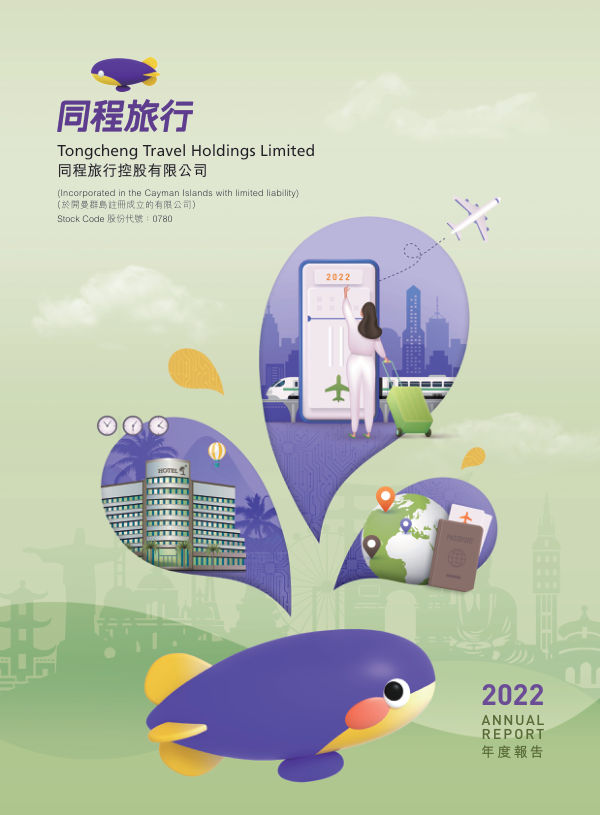 同程旅行
Tongcheng Travel Holdings Limited
同程旅行控股有限公司
(Incorporated in the Cayman Islands with limited liability)
(於開曼群島註冊成立的有限公司)
Stock Code 股份代號：0780
2022
HOTEL
PASSPORT
2022
ANNUAL
REPORT
年度報告